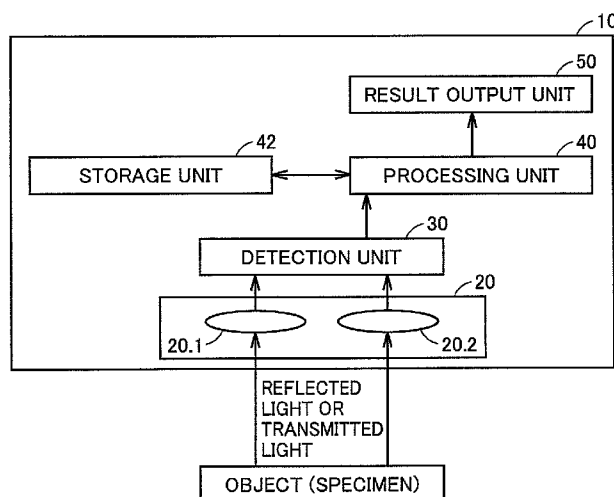 10
50
RESULT OUTPUT UNIT
42
40
STORAGE UNIT
PROCESSING UNIT
30
DETECTION UNIT
20
20.1
20.2
REFLECTED
LIGHT OR
TRANSMITTED
LIGHT
OBJECT (SPECIMEN)